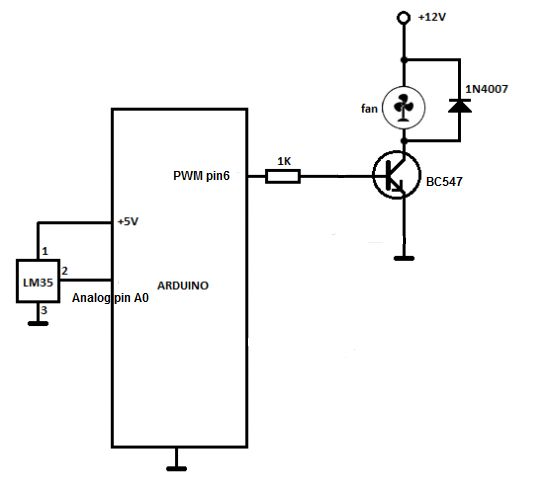 +12V
1N4007
fan
1K
PWM pin6
BC547
+5V
1
2
LM35
ARDUINO
Analog pin A0
3